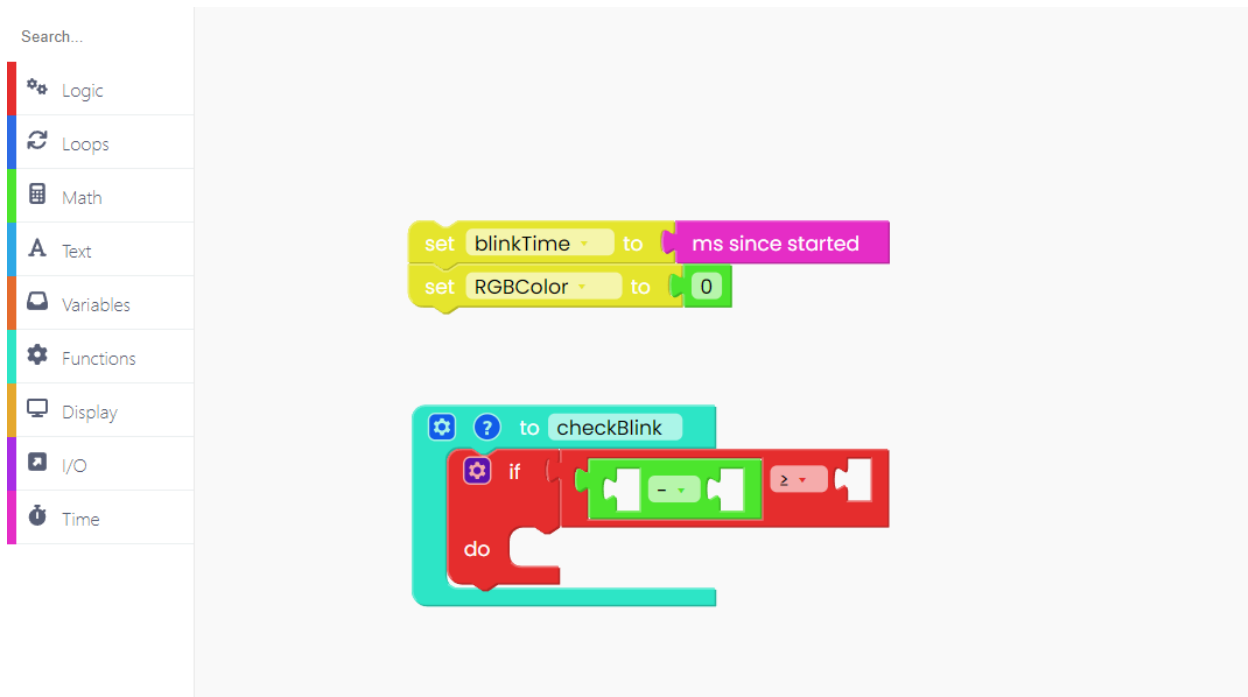 Search...
Logic
Loops
Math
Text
Variables
Functions
Display
I/O
Time
set blinkTime to ms since started
set RGBColor to 0
? to checkBlink
if - ≥
do